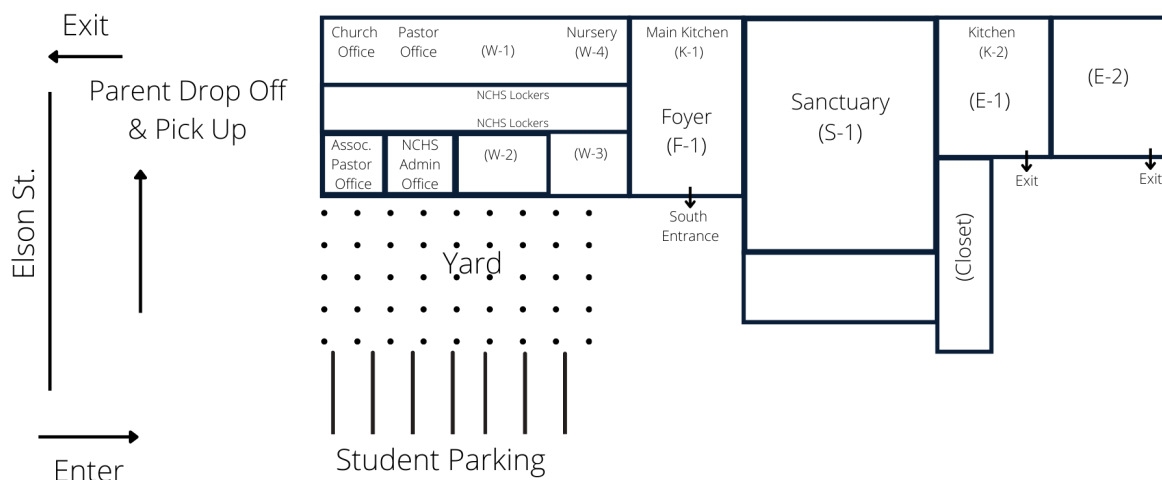 Exit
Parent Drop Off
& Pick Up
Elson St.
Enter
Church
Office
Pastor
Office
(W-1)
Nursery
(W-4)
NCHS Lockers
NCHS Lockers
Assoc.
Pastor
Office
NCHS
Admin
Office
(W-2)
(W-3)
Main Kitchen
(K-1)
Foyer
(F-1)
South
Entrance
Sanctuary
(S-1)
Kitchen
(K-2)
(E-1)
Exit
(E-2)
Exit
(Closet)
Yard
Student Parking